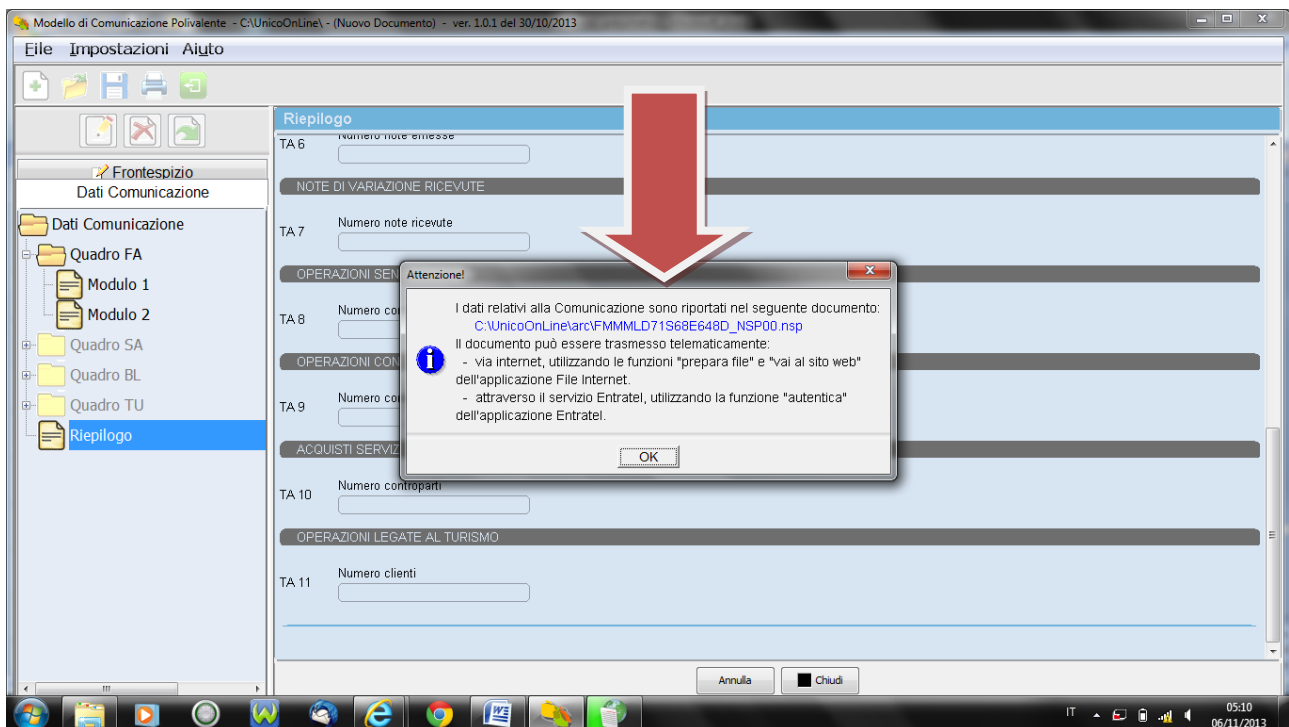 Modello di Comunicazione Polivalente - C:\UnicoOnLine\ - (Nuovo Documento) - ver. 1.0.1 del 30/10/2013
File Impostazioni Aiuto
Frontespizio
Dati Comunicazione
Dati Comunicazione
Quadro FA
Modulo 1
Modulo 2
Quadro SA
Quadro BL
Quadro TU
Riepilogo
Riepilogo
TA 6 Numero note emesse
NOTE DI VARIAZIONE RICEVUTE
TA 7 Numero note ricevute
OPERAZIONI SEN
TA 8 Numero co
OPERAZIONI CON
TA 9 Numero co
ACQUISTI SERVIZ
TA 10 Numero controparti
OPERAZIONI LEGATE AL TURISMO
TA 11 Numero clienti
Attenzione!
I dati relativi alla Comunicazione sono riportati nel seguente documento:
C:\UnicoOnLine\arc\FMMMLD71S68E648D_NSP00.nsp
Il documento può essere trasmesso telematicamente:
- via internet, utilizzando le funzioni "prepara file" e "vai al sito web"
dell'applicazione File Internet.
- attraverso il servizio Entratel, utilizzando la funzione "autentica"
dell'applicazione Entratel.
OK
Annulla Chiudi
IT 05:10
06/11/2013